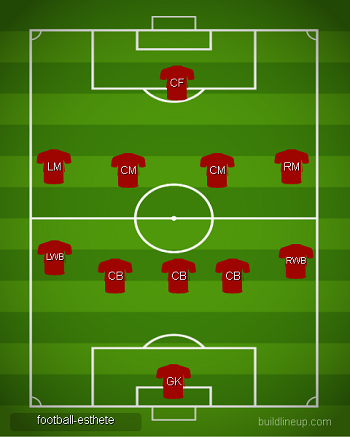 CF
LM CM CM RM
LWB CB CB CB RWB
GK
football-esthete
buildlineup.com